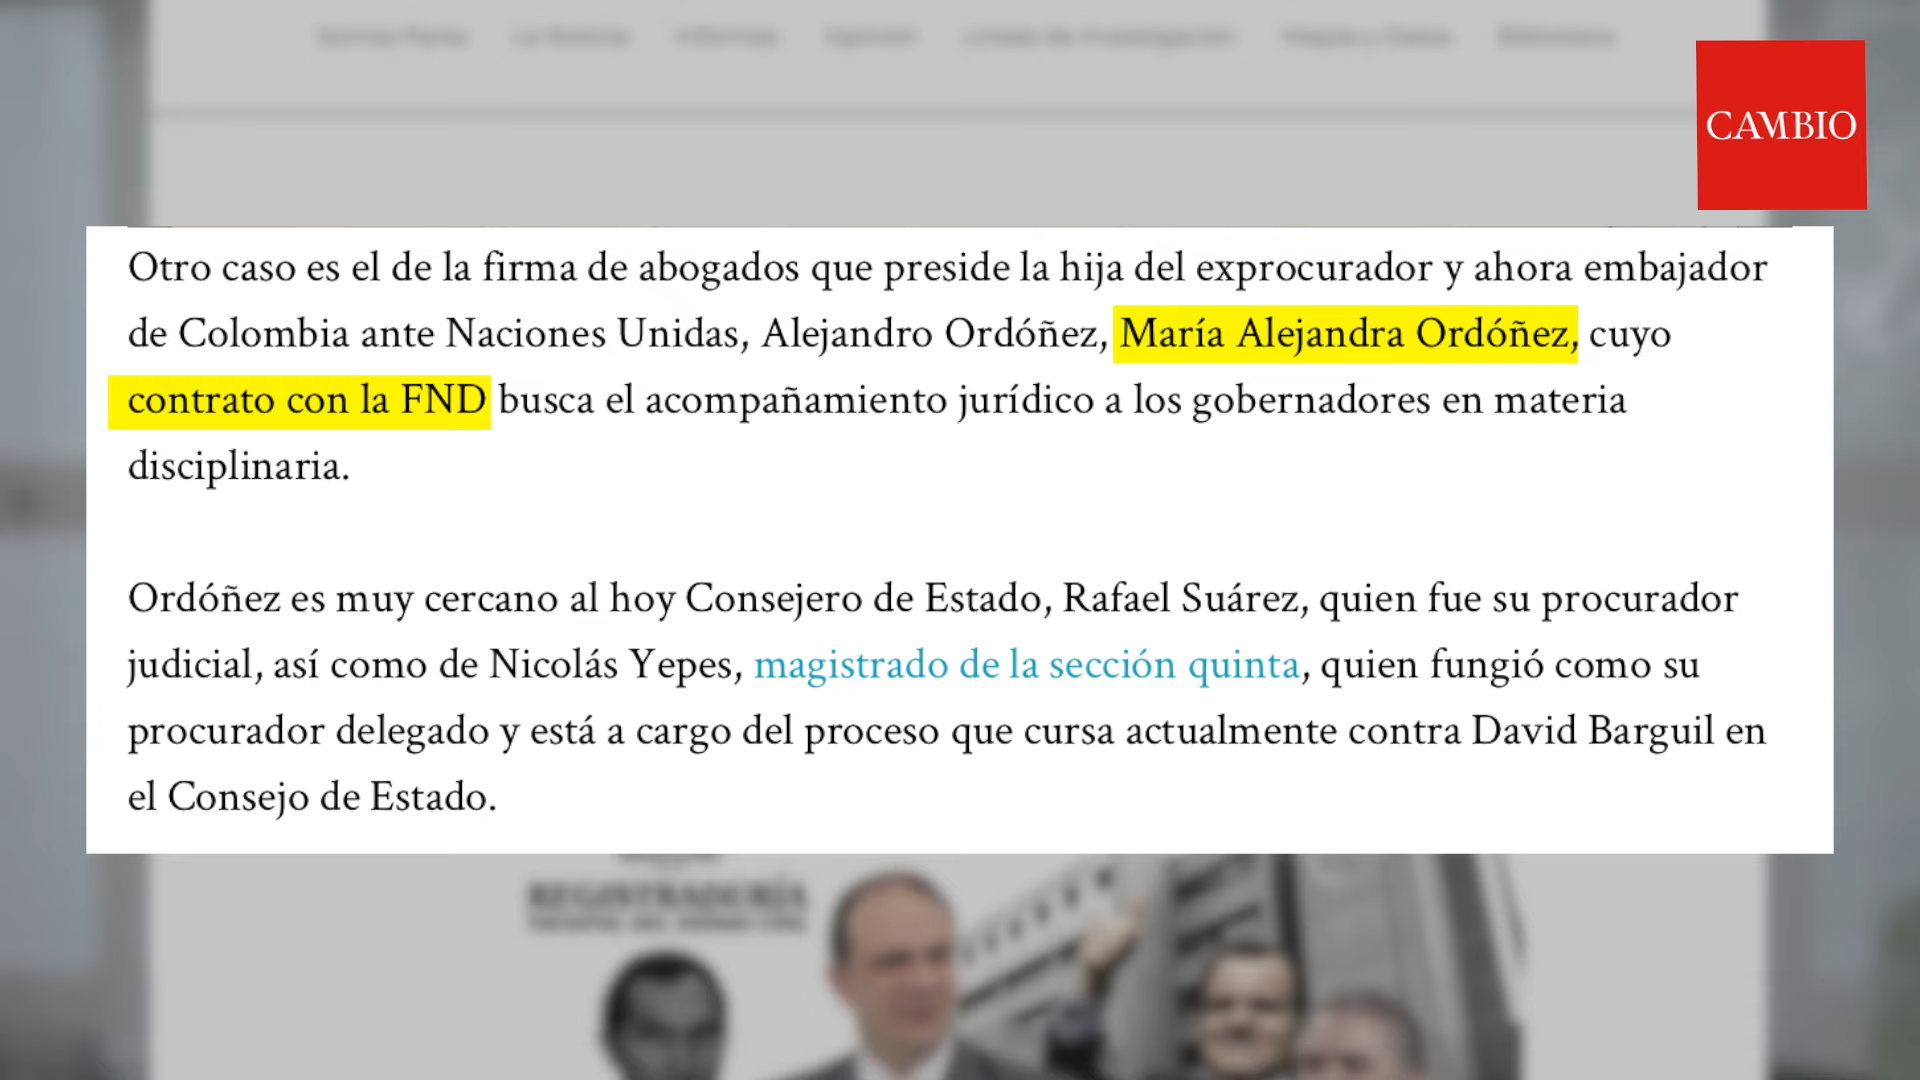 CAMBIO
Otro caso es el de la firma de abogados que preside la hija del exprocurador y ahora embajador
de Colombia ante Naciones Unidas, Alejandro Ordóñez, María Alejandra Ordóñez, cuyo
contrato con la FND busca el acompañamiento jurídico a los gobernadores en materia
disciplinaria.
Ordóñez es muy cercano al hoy Consejero de Estado, Rafael Suárez, quien fue su procurador
judicial, así como de Nicolás Yepes, magistrado de la sección quinta, quien fungió como su
procurador delegado y está a cargo del proceso que cursa actualmente contra David Barguil en
el Consejo de Estado.
REGISTRADURÍA